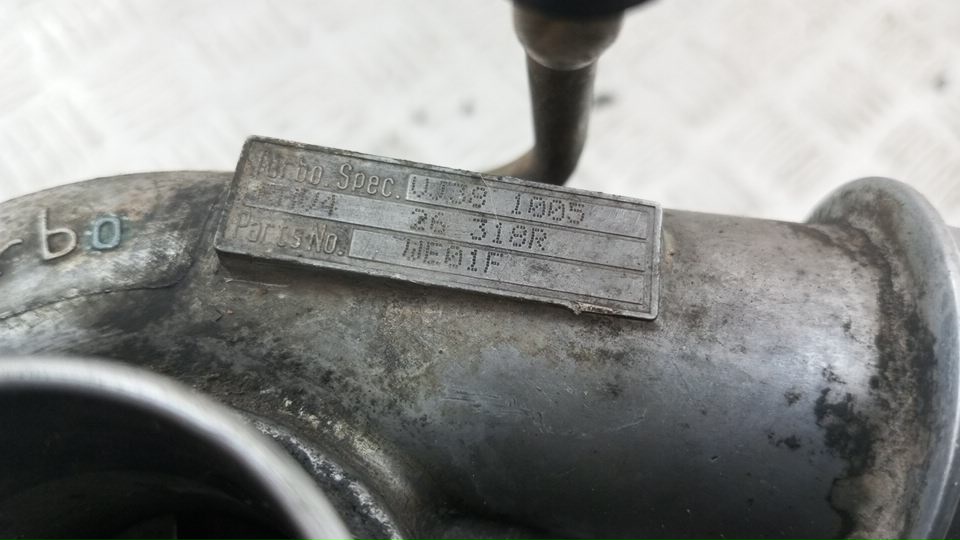 rbo
Turbo. Spec. VJ38 1005
26 318R
Parts No. WE01F